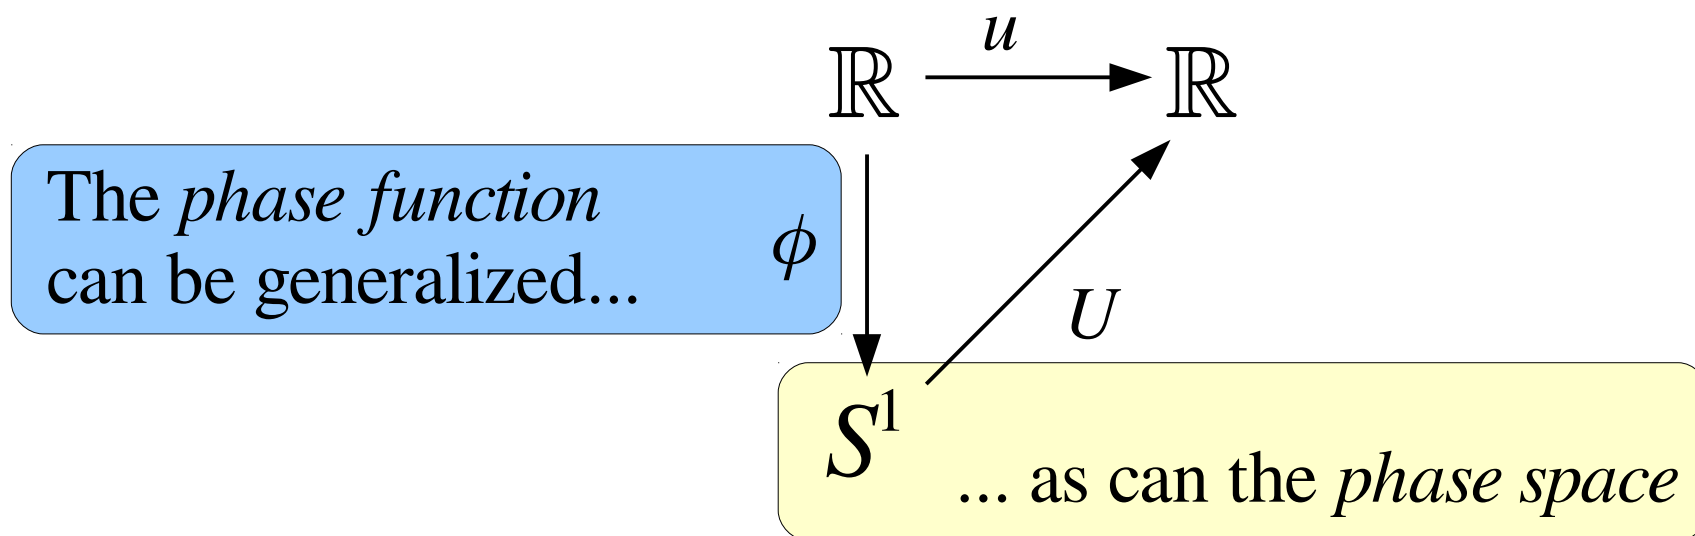 u
ℝ ℝ
The phase function
can be generalized...
ϕ
U
S¹
... as can the phase space